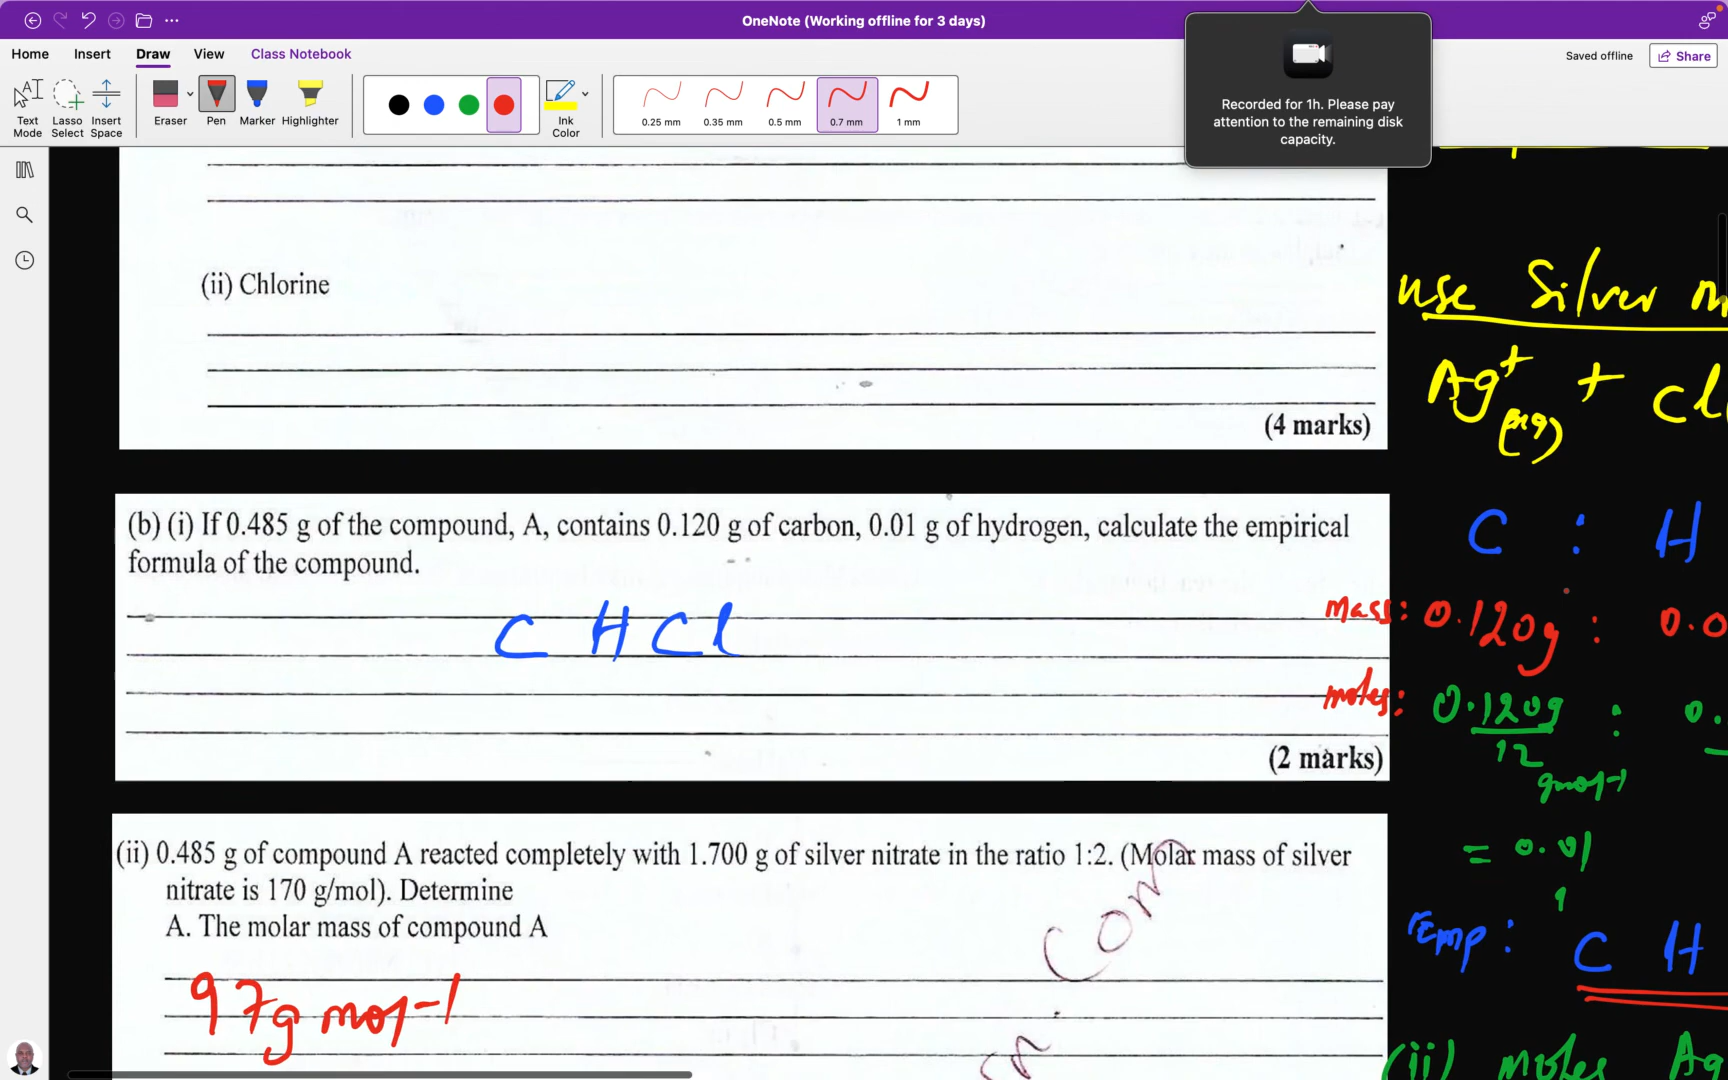 OneNote (Working offline for 3 days)
Home Insert Draw View Class Notebook
Saved offline Share
Text Mode Lasso Select Insert Space Eraser Pen Marker Highlighter Ink Color 0.25 mm 0.35 mm 0.5 mm 0.7 mm 1 mm
Recorded for 1h. Please pay
attention to the remaining disk
capacity.
(ii) Chlorine
(4 marks)
use Silver
Ag+ (aq) + Cl
(b) (i) If 0.485 g of the compound, A, contains 0.120 g of carbon, 0.01 g of hydrogen, calculate the empirical
formula of the compound.
C H Cl
(2 marks)
C : H
Mass: 0.120g : 0.0
moles: 0.120g : 0.
12 gmol-1
= 0.01
1
Emp: C H
(ii) 0.485 g of compound A reacted completely with 1.700 g of silver nitrate in the ratio 1:2. (Molar mass of silver
nitrate is 170 g/mol). Determine
A. The molar mass of compound A
97g mol-1
Com
(ii) moles Ag